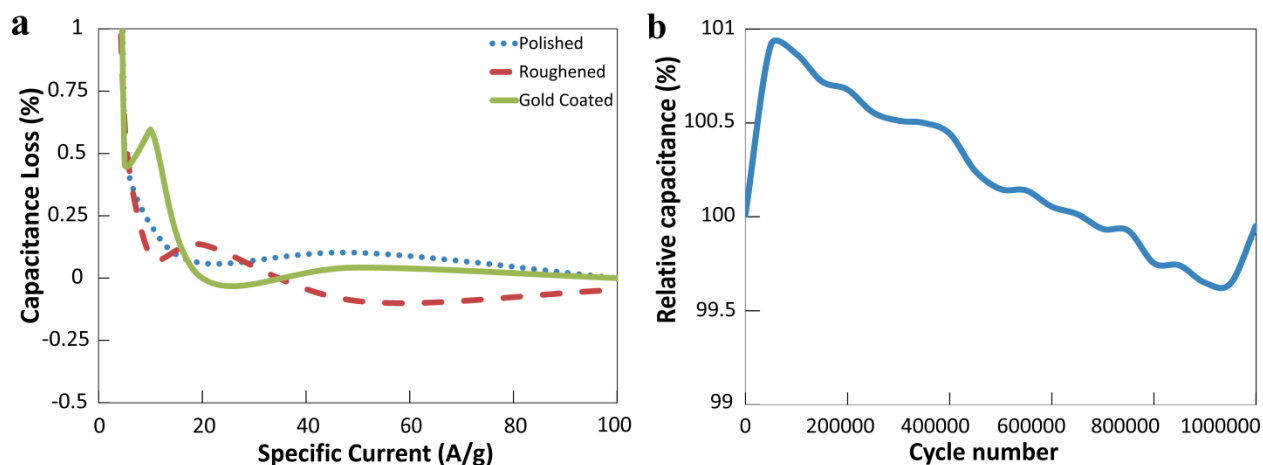 a
Capacitance Loss (%)
1
0.75
0.5
0.25
0
-0.25
-0.5
Polished
Roughened
Gold Coated
0 20 40 60 80 100
Specific Current (A/g)
b
Relative capacitance (%)
101
100.5
100
99.5
99
0 200000 400000 600000 800000 1000000
Cycle number